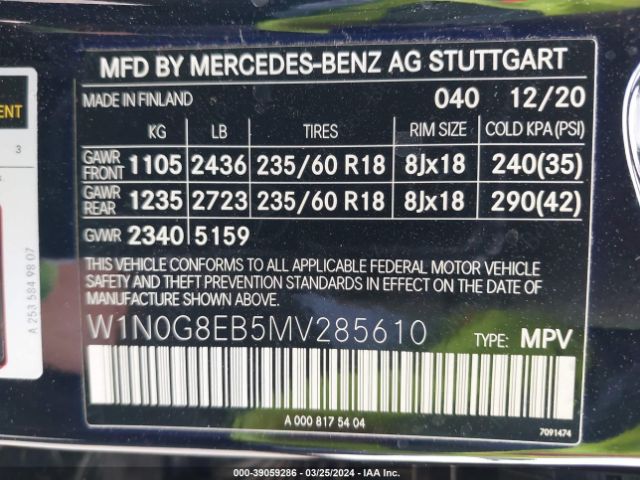 MFD BY MERCEDES-BENZ AG STUTTGART
MADE IN FINLAND 040 12/20
KG LB TIRES RIM SIZE COLD KPA (PSI)
GAWR FRONT 1105 2436 235/60 R18 8Jx18 240(35)
GAWR REAR 1235 2723 235/60 R18 8Jx18 290(42)
GVWR 2340 5159
THIS VEHICLE CONFORMS TO ALL APPLICABLE FEDERAL MOTOR VEHICLE
SAFETY AND THEFT PREVENTION STANDARDS IN EFFECT ON THE DATE
OF MANUFACTURE SHOWN ABOVE.
W1N0G8EB5MV285610 TYPE: MPV
A 000 817 54 04
7091474
A 253 584 98 07
3
000-39059286 - 03/25/2024 - IAA Inc.